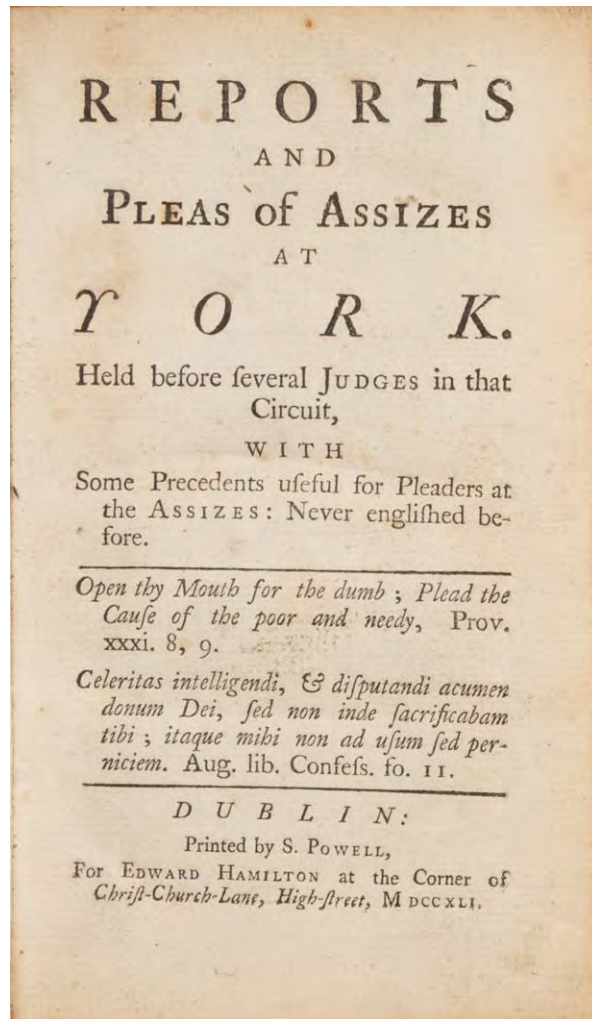 REPORTS
AND
PLEAS of ASSIZES
AT
YORK.
Held before ſeveral JUDGES in that
Circuit,
WITH
Some Precedents uſeful for Pleaders at
the ASSIZES: Never engliſhed be-
fore.
Open thy Mouth for the dumb ; Plead the
Cauſe of the poor and needy, Prov.
xxxi. 8, 9.
Celeritas intelligendi, & diſputandi acumen
donum Dei, ſed non inde ſacrificabam
tibi ; itaque mihi non ad uſum ſed per-
niciem. Aug. lib. Confeſs. fo. 11.
DUBLIN:
Printed by S. POWELL,
For EDWARD HAMILTON at the Corner of
Chriſt-Church-Lane, High-ſtreet, M DCCXLI.